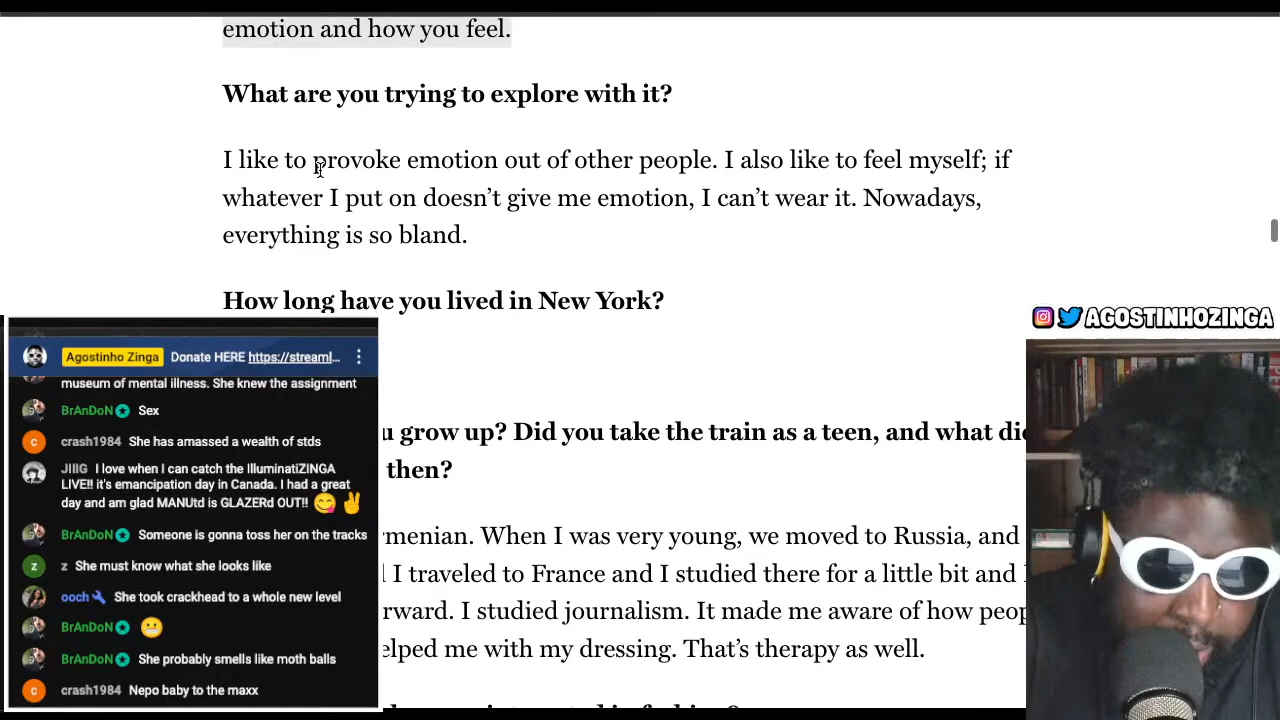 emotion and how you feel.
What are you trying to explore with it?
I like to provoke emotion out of other people. I also like to feel myself; if
whatever I put on doesn’t give me emotion, I can’t wear it. Nowadays,
everything is so bland.
How long have you lived in New York?
u grow up? Did you take the train as a teen, and what di
then?
rmenian. When I was very young, we moved to Russia, and
I traveled to France and I studied there for a little bit and
rward. I studied journalism. It made me aware of how peop
elped me with my dressing. That’s therapy as well.
Agostinho Zinga Donate HERE https://streaml...
museum of mental illness. She knew the assignment
BrAnDoN Sex
crash1984 She has amassed a wealth of stds
JIIIG I love when I can catch the IlluminatiZINGA
LIVE!! it's emancipation day in Canada. I had a great
day and am glad MANUtd is GLAZERd OUT!! 😋✌
BrAnDoN Someone is gonna toss her on the tracks
z She must know what she looks like
ooch She took crackhead to a whole new level
BrAnDoN 😬
BrAnDoN She probably smells like moth balls
crash1984 Nepo baby to the maxx
AGOSTINHOZINGA